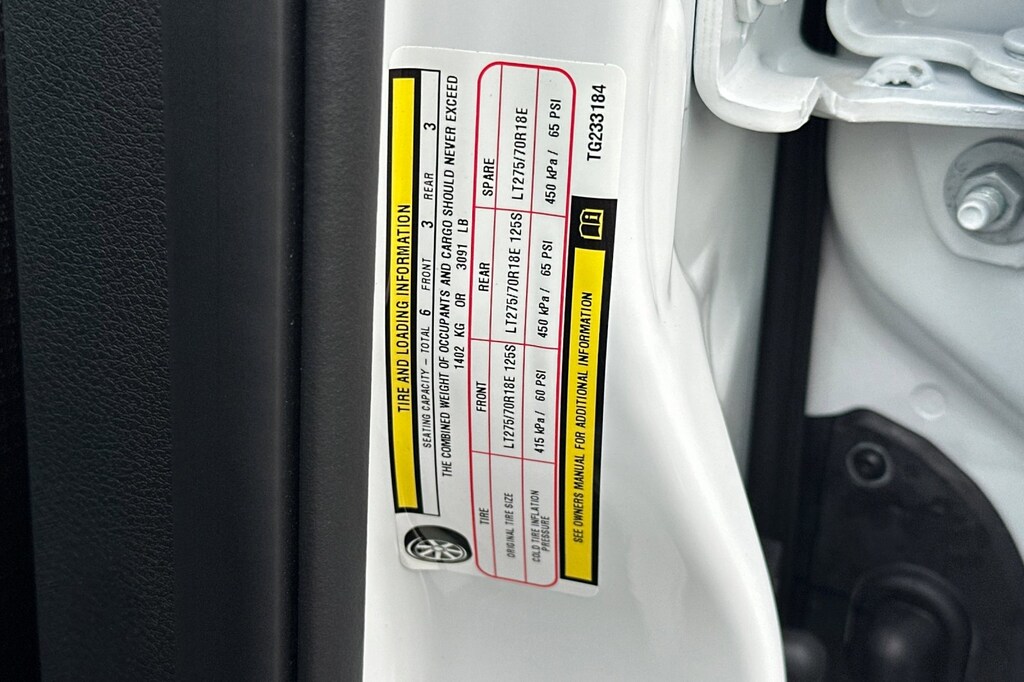 TIRE AND LOADING INFORMATION
SEATING CAPACITY – TOTAL 6 FRONT 3 REAR 3
THE COMBINED WEIGHT OF OCCUPANTS AND CARGO SHOULD NEVER EXCEED
1402 KG OR 3091 LB
TIRE FRONT REAR SPARE
ORIGINAL TIRE SIZE LT275/70R18E 125S LT275/70R18E 125S LT275/70R18E
COLD TIRE INFLATION PRESSURE 415 kPa / 60 PSI 450 kPa / 65 PSI 450 kPa / 65 PSI
SEE OWNERS MANUAL FOR ADDITIONAL INFORMATION
TG233184